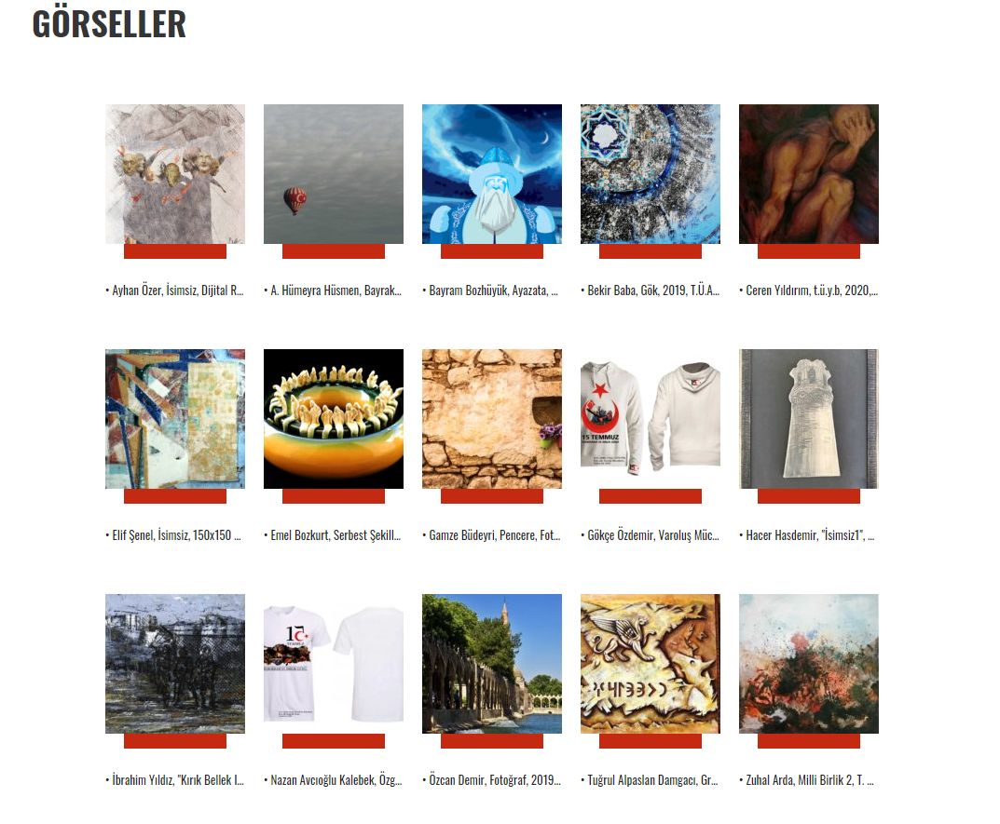 GÖRSELLER
• Ayhan Özer, İsimsiz, Dijital R...
• A. Hümeyra Hüsmen, Bayrak...
• Bayram Bozhüyük, Ayazata, ...
• Bekir Baba, Gök, 2019, T.Ü.A...
• Ceren Yıldırım, t.ü.y.b, 2020,...
15 TEMMUZ
• Elif Şenel, İsimsiz, 150x150 ...
• Emel Bozkurt, Serbest Şekill...
• Gamze Büdeyri, Pencere, Fot...
• Gökçe Özdemir, Varoluş Müc...
• Hacer Hasdemir, "İsimsiz1", ...
15
• İbrahim Yıldız, "Kırık Bellek I...
• Nazan Avcıoğlu Kalebek, Özg...
• Özcan Demir, Fotoğraf, 2019...
• Tuğrul Alpaslan Damgacı, Gr...
• Zuhal Arda, Milli Birlik 2, T. ...